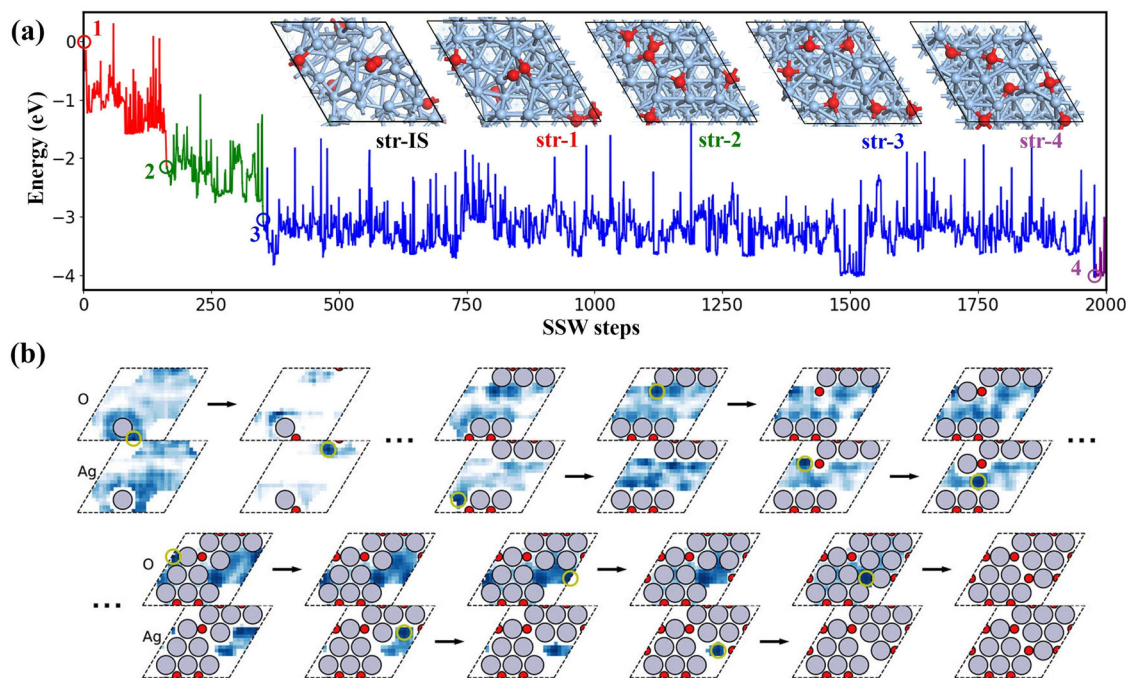 (a)
0
1
str-IS
str-1
str-2
str-3
str-4
−1
−2
2
−3
3
−4
4
Energy (eV)
0
250
500
750
1000
1250
1500
1750
2000
SSW steps
(b)
O
...
...
Ag
O
...
Ag